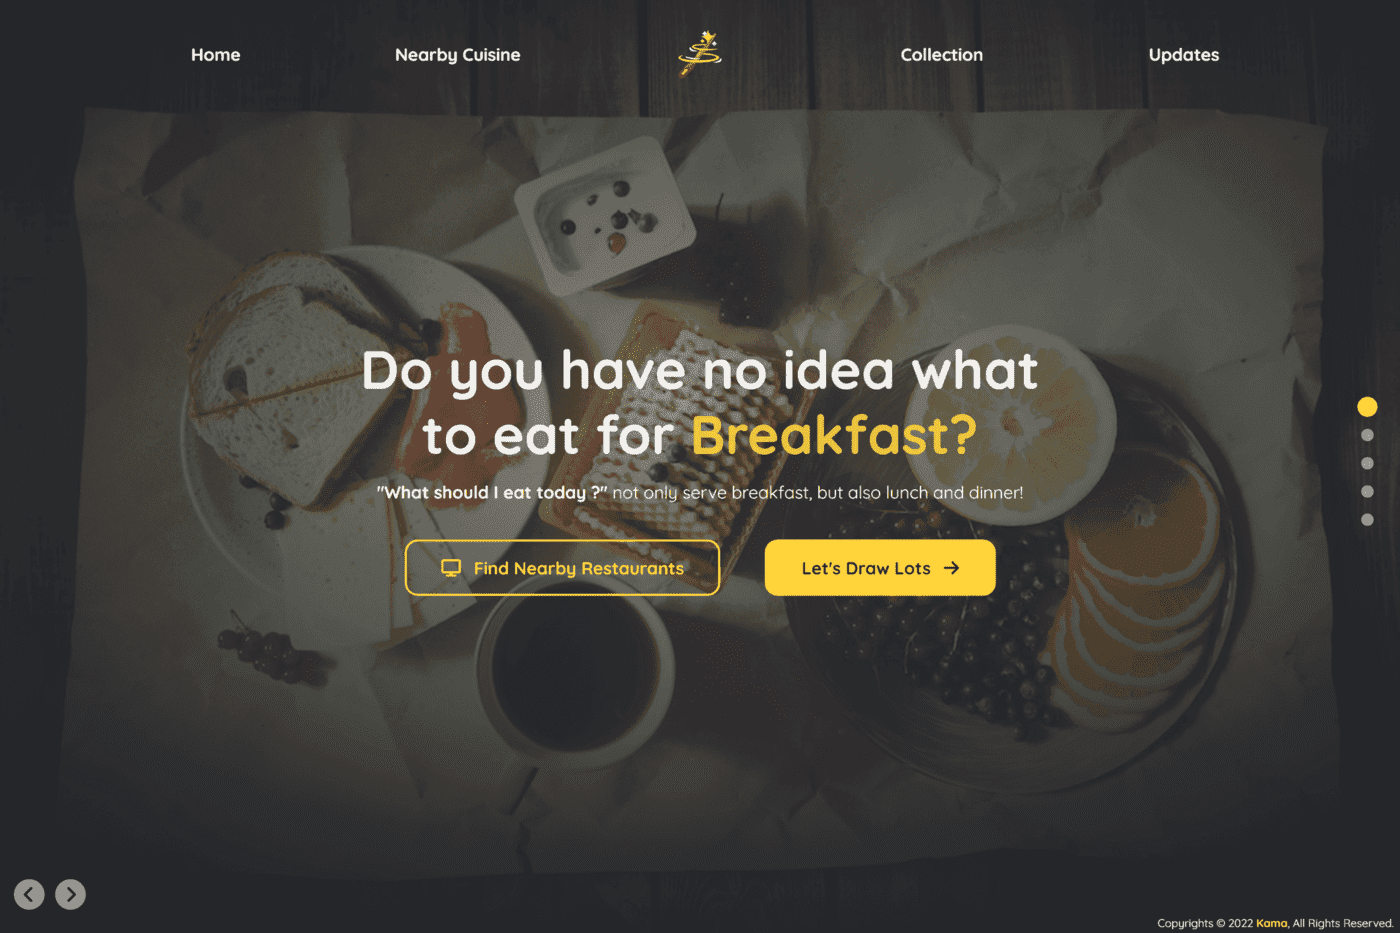 Home
Nearby Cuisine
Collection
Updates
Do you have no idea what
to eat for Breakfast?
"What should I eat today ?" not only serve breakfast, but also lunch and dinner!
Find Nearby Restaurants
Let's Draw Lots
Copyrights © 2022 Kama, All Rights Reserved.